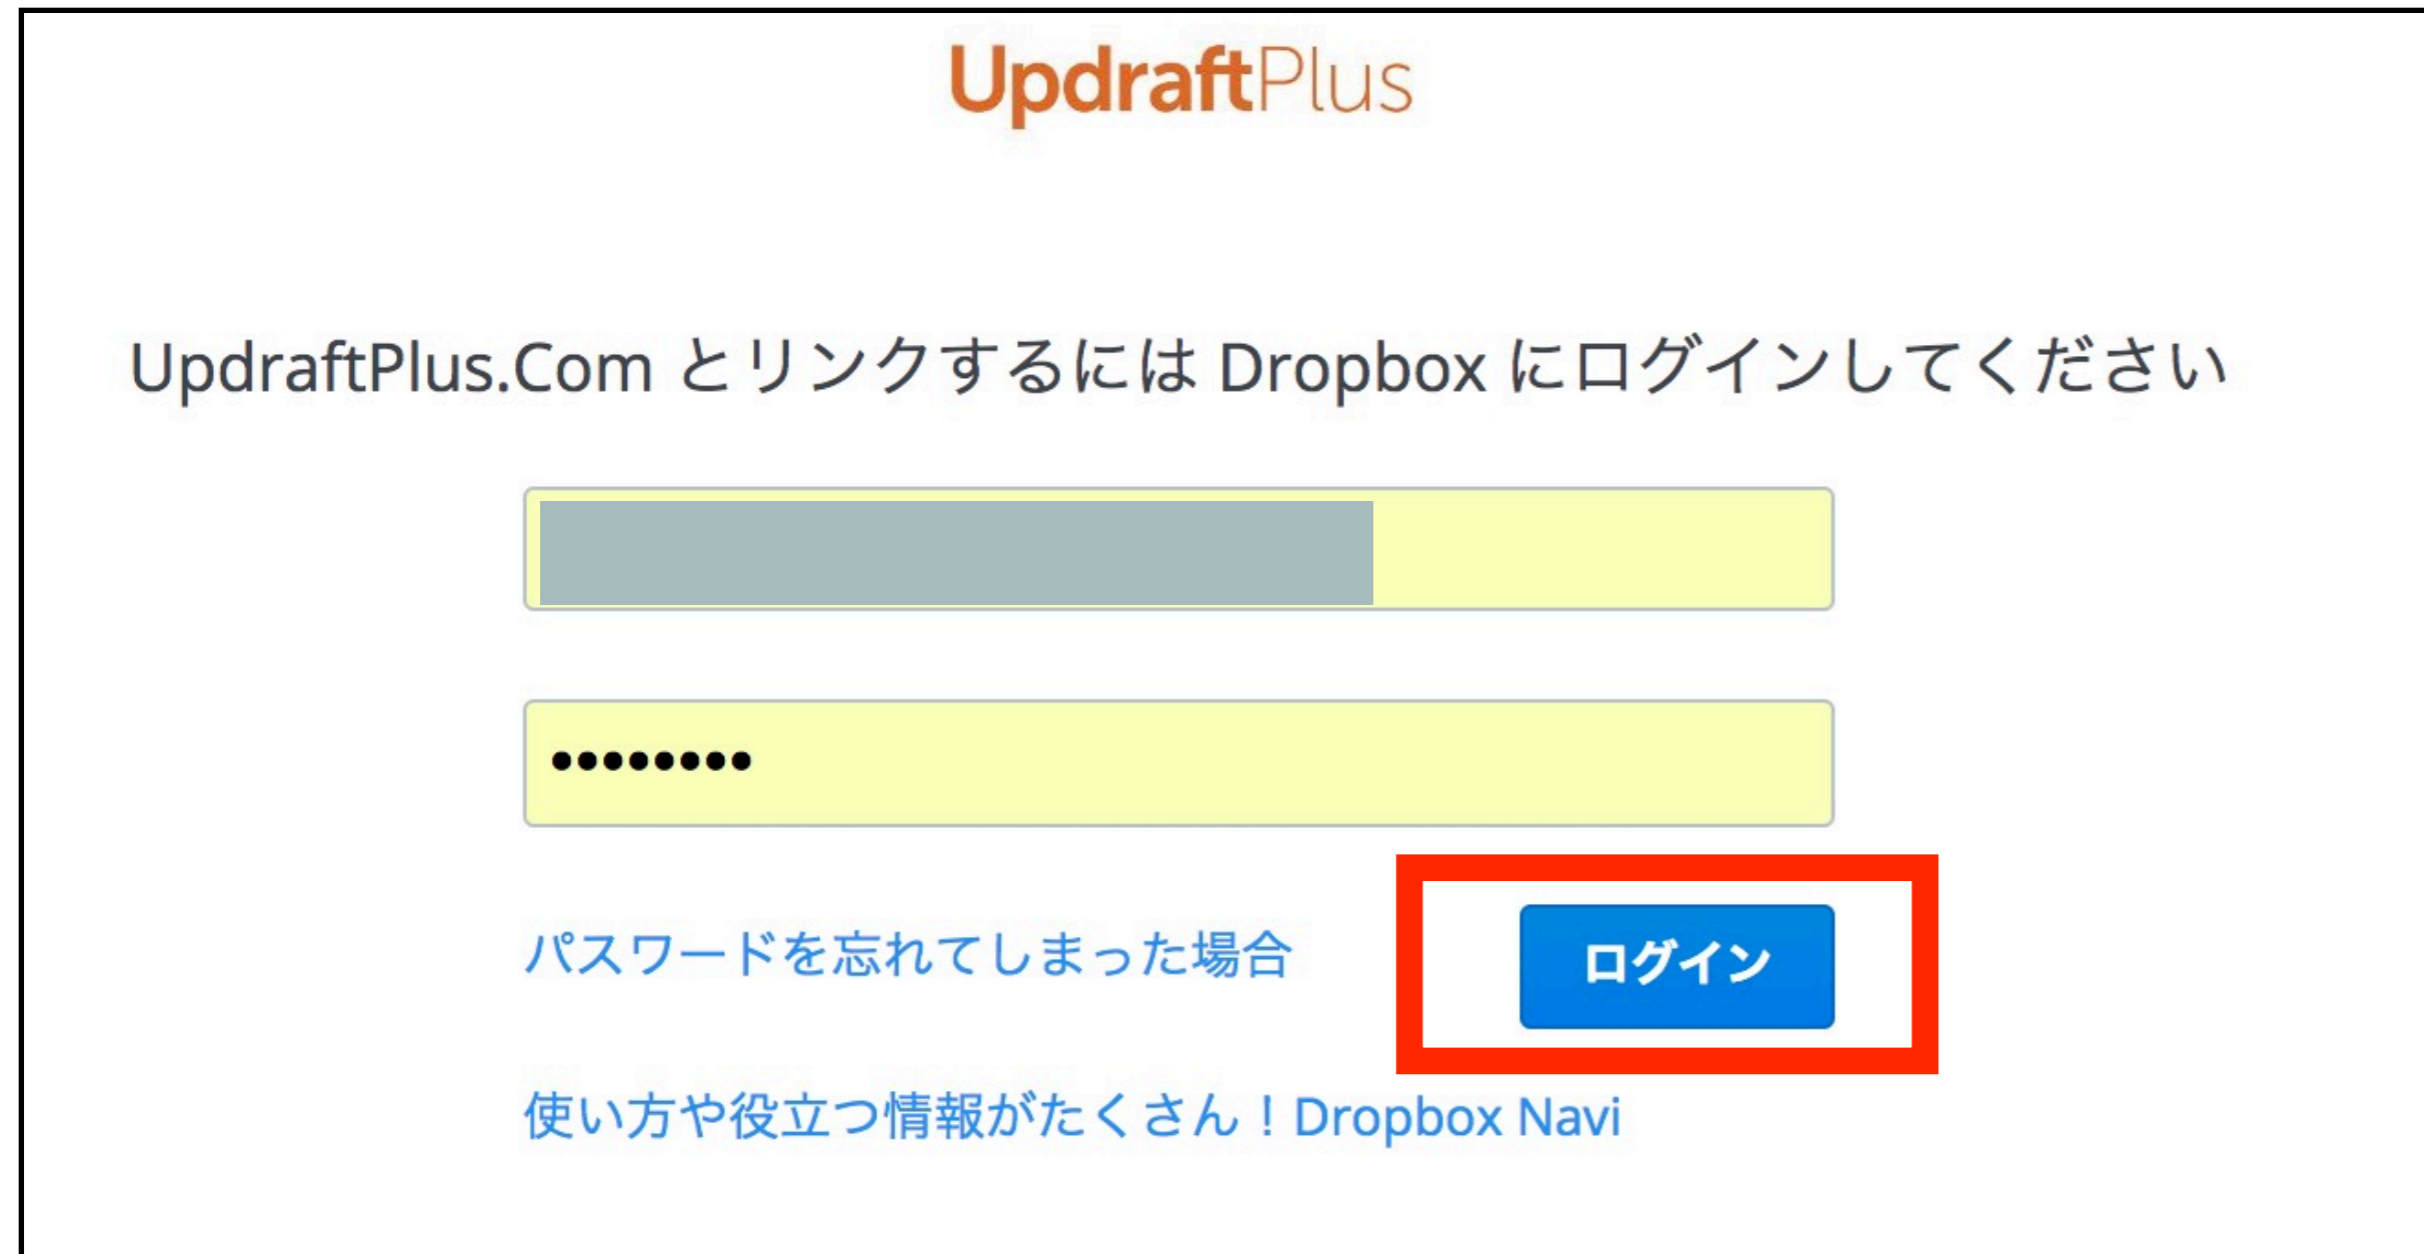 UpdraftPlus
UpdraftPlus.Com とリンクするには Dropbox にログインしてください
••••••••
パスワードを忘れてしまった場合
ログイン
使い方や役立つ情報がたくさん！Dropbox Navi